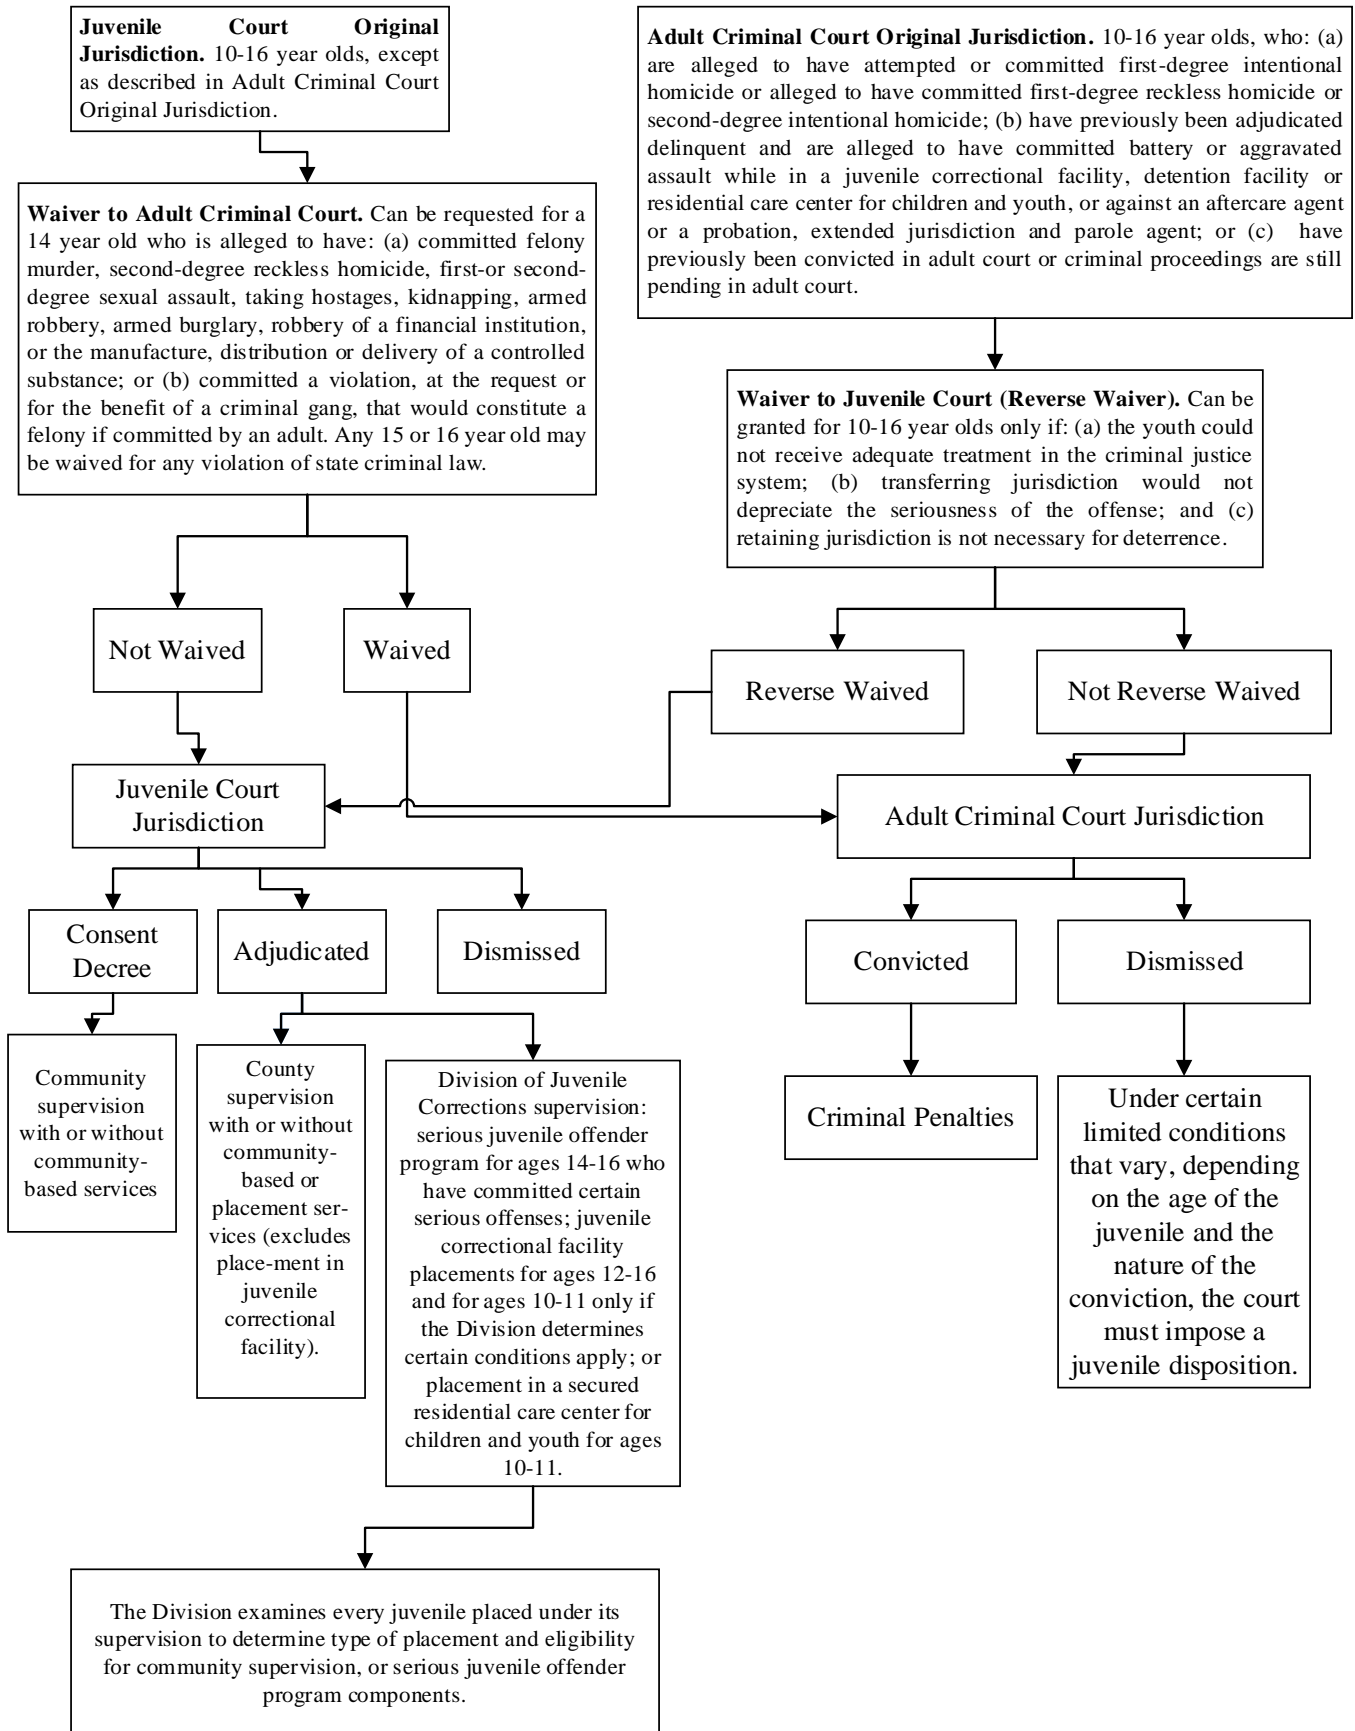 Juvenile Court Original
Jurisdiction. 10-16 year olds, except
as described in Adult Criminal Court
Original Jurisdiction.
Adult Criminal Court Original Jurisdiction. 10-16 year olds, who: (a)
are alleged to have attempted or committed first-degree intentional
homicide or alleged to have committed first-degree reckless homicide or
second-degree intentional homicide; (b) have previously been adjudicated
delinquent and are alleged to have committed battery or aggravated
assault while in a juvenile correctional facility, detention facility or
residential care center for children and youth, or against an aftercare agent
or a probation, extended jurisdiction and parole agent; or (c) have
previously been convicted in adult court or criminal proceedings are still
pending in adult court.
Waiver to Adult Criminal Court. Can be requested for a
14 year old who is alleged to have: (a) committed felony
murder, second-degree reckless homicide, first-or second-
degree sexual assault, taking hostages, kidnapping, armed
robbery, armed burglary, robbery of a financial institution,
or the manufacture, distribution or delivery of a controlled
substance; or (b) committed a violation, at the request or
for the benefit of a criminal gang, that would constitute a
felony if committed by an adult. Any 15 or 16 year old may
be waived for any violation of state criminal law.
Waiver to Juvenile Court (Reverse Waiver). Can be
granted for 10-16 year olds only if: (a) the youth could
not receive adequate treatment in the criminal justice
system; (b) transferring jurisdiction would not
depreciate the seriousness of the offense; and (c)
retaining jurisdiction is not necessary for deterrence.
Not Waived
Waived
Reverse Waived
Not Reverse Waived
Juvenile Court
Jurisdiction
Adult Criminal Court Jurisdiction
Consent
Decree
Adjudicated
Dismissed
Convicted
Dismissed
Community
supervision
with or without
community-
based services
County
supervision
with or without
community-
based or
placement ser-
vices (excludes
place-ment in
juvenile
correctional
facility).
Division of Juvenile
Corrections supervision:
serious juvenile offender
program for ages 14-16 who
have committed certain
serious offenses; juvenile
correctional facility
placements for ages 12-16
and for ages 10-11 only if
the Division determines
certain conditions apply; or
placement in a secured
residential care center for
children and youth for ages
10-11.
Criminal Penalties
Under certain
limited conditions
that vary, depending
on the age of the
juvenile and the
nature of the
conviction, the court
must impose a
juvenile disposition.
The Division examines every juvenile placed under its
supervision to determine type of placement and eligibility
for community supervision, or serious juvenile offender
program components.